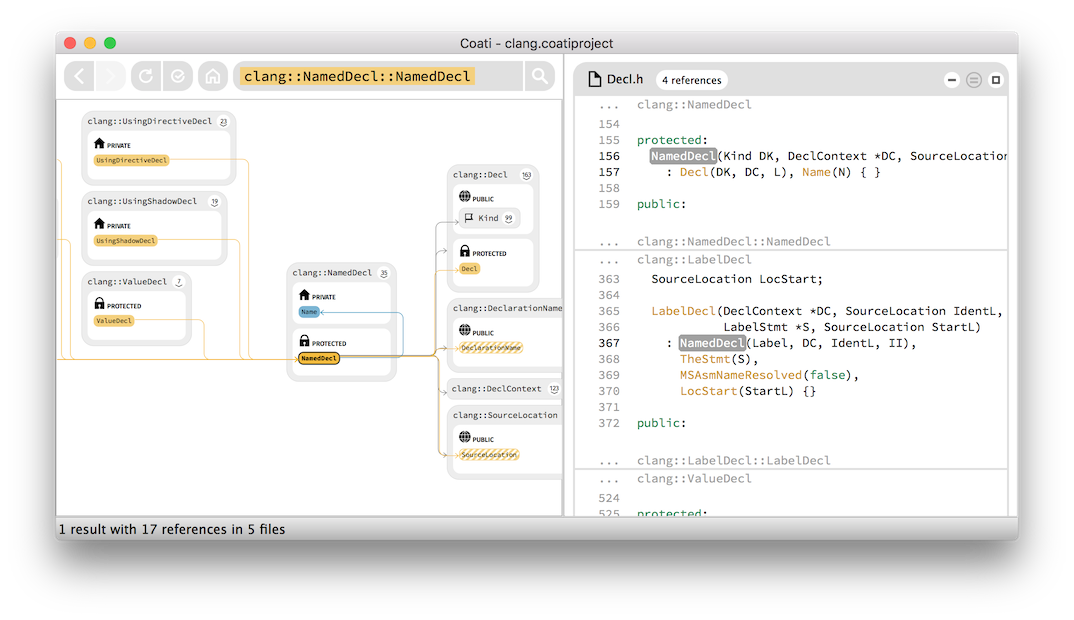 Coati - clang.coatiproject
clang::NamedDecl::NamedDecl
clang::UsingDirectiveDecl 23
PRIVATE
UsingDirectiveDecl
clang::UsingShadowDecl 19
PRIVATE
UsingShadowDecl
clang::ValueDecl 7
PROTECTED
ValueDecl
clang::NamedDecl 35
PRIVATE
Name
PROTECTED
NamedDecl
clang::Decl 163
PUBLIC
Kind 99
PROTECTED
Decl
clang::DeclarationName
PUBLIC
DeclarationName
clang::DeclContext 123
clang::SourceLocation
PUBLIC
SourceLocation
Decl.h 4 references
... clang::NamedDecl
154
155 protected:
156 NamedDecl(Kind DK, DeclContext *DC, SourceLocation
157 : Decl(DK, DC, L), Name(N) { }
158
159 public:
... clang::NamedDecl::NamedDecl
... clang::LabelDecl
363 SourceLocation LocStart;
364
365 LabelDecl(DeclContext *DC, SourceLocation IdentL,
366 LabelStmt *S, SourceLocation StartL)
367 : NamedDecl(Label, DC, IdentL, II),
368 TheStmt(S),
369 MSAsmNameResolved(false),
370 LocStart(StartL) {}
371
372 public:
... clang::LabelDecl::LabelDecl
... clang::ValueDecl
524
525 protected:
1 result with 17 references in 5 files